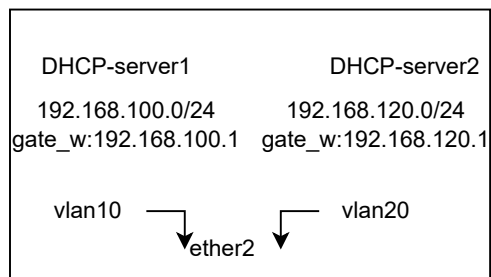 DHCP-server1 DHCP-server2
192.168.100.0/24 192.168.120.0/24
gate_w:192.168.100.1 gate_w:192.168.120.1
vlan10 vlan20
ether2